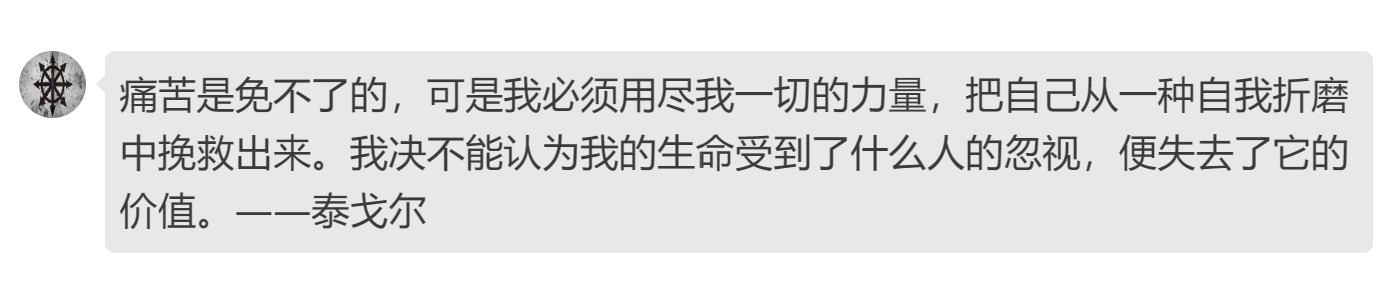 痛苦是免不了的，可是我必须用尽我一切的力量，把自己从一种自我折磨
中挽救出来。我决不能认为我的生命受到了什么人的忽视，便失去了它的
价值。——泰戈尔